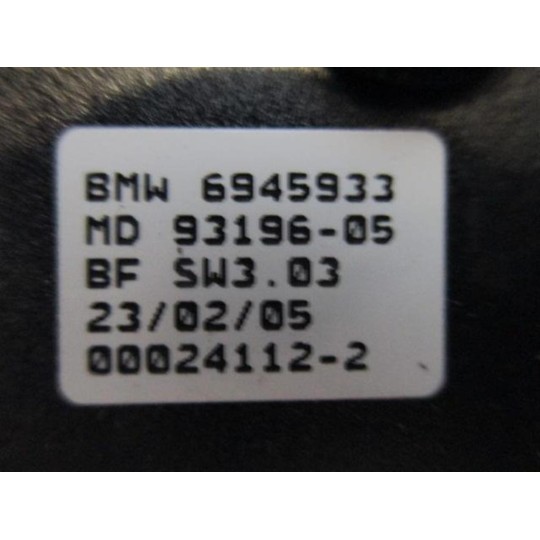 BMW 6945933
MD 93196-05
BF SW3.03
23/02/05
00024112-2